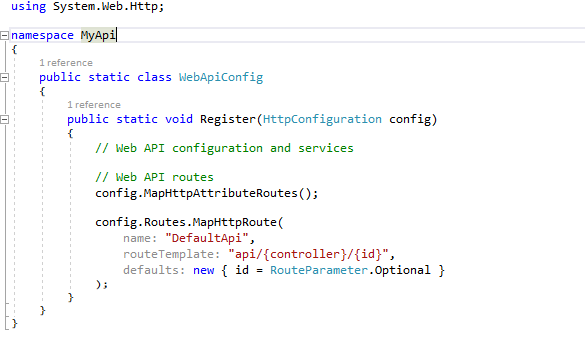 using System.Web.Http;
namespace MyApi
{
1 reference
public static class WebApiConfig
{
1 reference
public static void Register(HttpConfiguration config)
{
// Web API configuration and services
// Web API routes
config.MapHttpAttributeRoutes();
config.Routes.MapHttpRoute(
name: "DefaultApi",
routeTemplate: "api/{controller}/{id}",
defaults: new { id = RouteParameter.Optional }
);
}
}
}